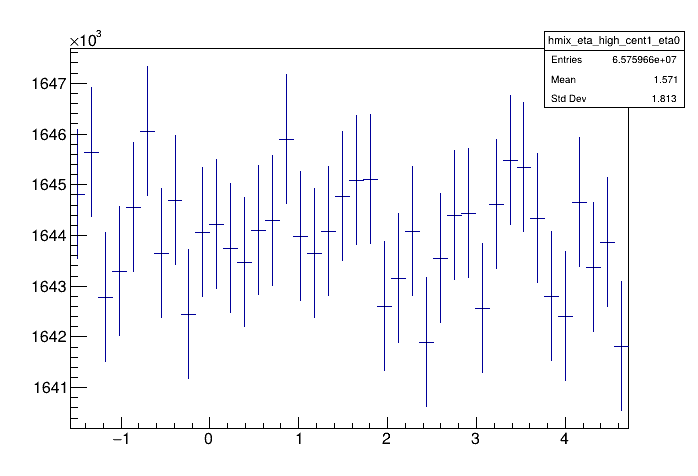 ×10³
hmix_eta_high_cent1_eta0
Entries 6.575966e+07
Mean 1.571
Std Dev 1.813
1647
1646
1645
1644
1643
1642
1641
−1 0 1 2 3 4